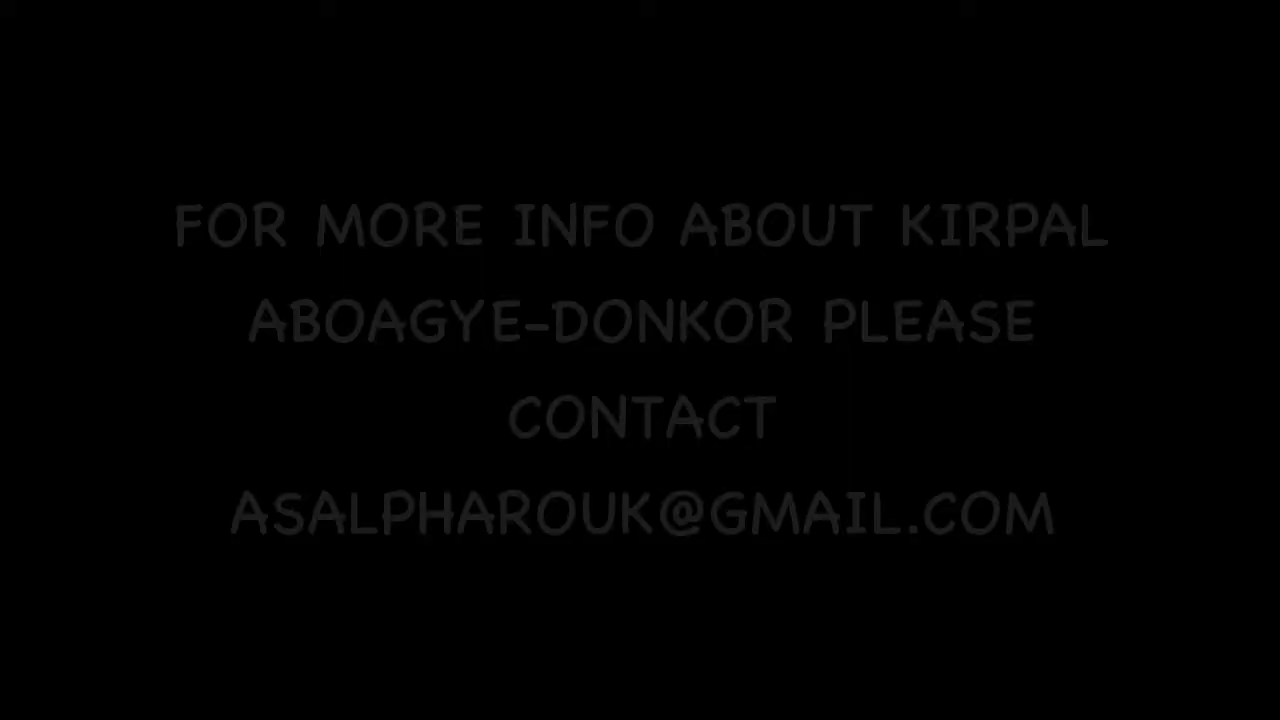 FOR MORE INFO ABOUT KIRPAL
ABOAGYE-DONKOR PLEASE
CONTACT
ASALPHAROUK@GMAIL.COM